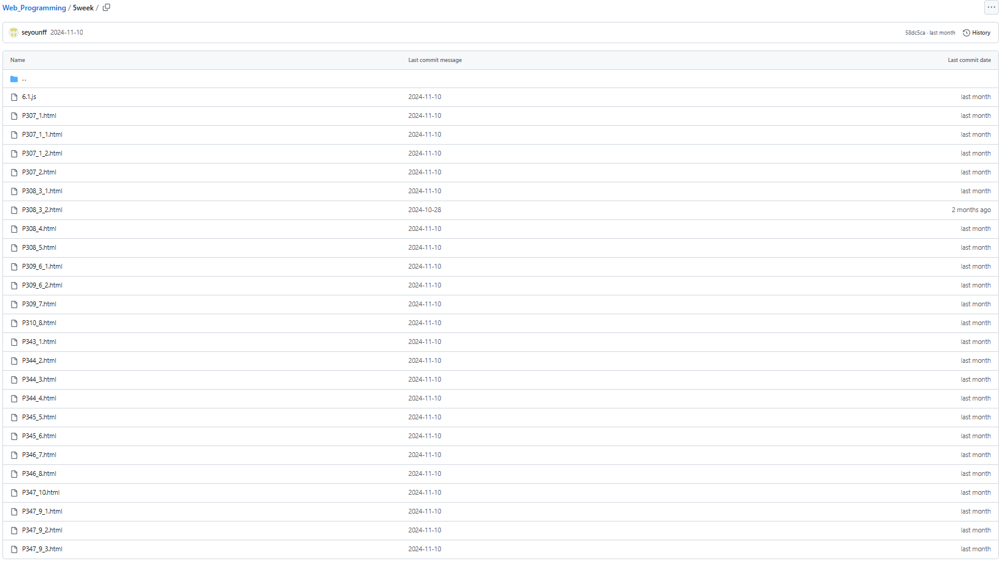 Web_Programming / 5week /
seyounff 2024-11-10 58dc5ca · last month History
Name Last commit message Last commit date
..
6.1.js 2024-11-10 last month
P307_1.html 2024-11-10 last month
P307_1_1.html 2024-11-10 last month
P307_1_2.html 2024-11-10 last month
P307_2.html 2024-11-10 last month
P308_3_1.html 2024-11-10 last month
P308_3_2.html 2024-10-28 2 months ago
P308_4.html 2024-11-10 last month
P308_5.html 2024-11-10 last month
P309_6_1.html 2024-11-10 last month
P309_6_2.html 2024-11-10 last month
P309_7.html 2024-11-10 last month
P310_8.html 2024-11-10 last month
P343_1.html 2024-11-10 last month
P344_2.html 2024-11-10 last month
P344_3.html 2024-11-10 last month
P344_4.html 2024-11-10 last month
P345_5.html 2024-11-10 last month
P345_6.html 2024-11-10 last month
P346_7.html 2024-11-10 last month
P346_8.html 2024-11-10 last month
P347_10.html 2024-11-10 last month
P347_9_1.html 2024-11-10 last month
P347_9_2.html 2024-11-10 last month
P347_9_3.html 2024-11-10 last month